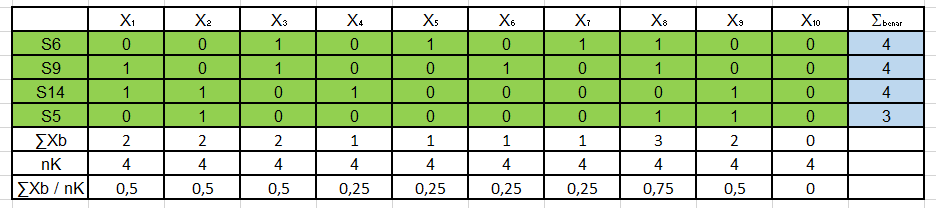 X₁ X₂ X₃ X₄ X₅ X₆ X₇ X₈ X₉ X₁₀ Σbenar
S6 0 0 1 0 1 0 1 1 0 0 4
S9 1 0 1 0 0 1 0 1 0 0 4
S14 1 1 0 1 0 0 0 0 1 0 4
S5 0 1 0 0 0 0 0 1 1 0 3
∑Xb 2 2 2 1 1 1 1 3 2 0
nK 4 4 4 4 4 4 4 4 4 4
∑Xb / nK 0,5 0,5 0,5 0,25 0,25 0,25 0,25 0,75 0,5 0